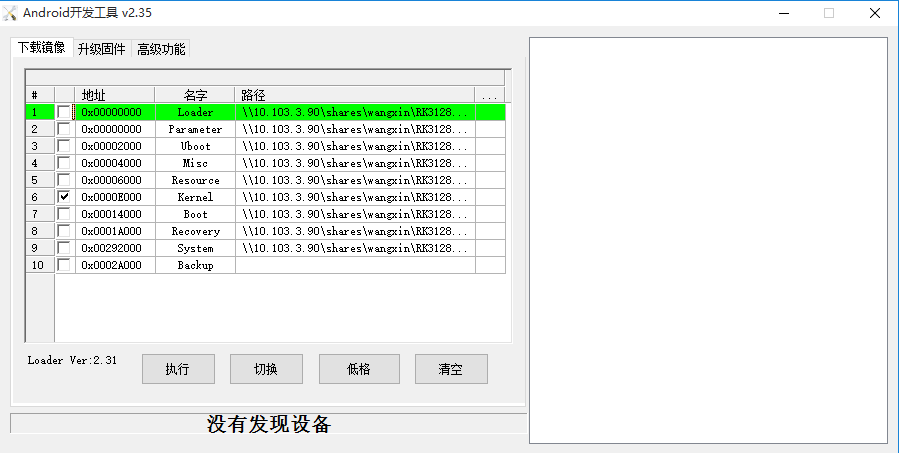 Android开发工具 v2.35
下载镜像 升级固件 高级功能
# 地址 名字 路径 ...
1 0x00000000 Loader \\10.103.3.90\shares\wangxin\RK3128...
2 0x00000000 Parameter \\10.103.3.90\shares\wangxin\RK3128...
3 0x00002000 Uboot \\10.103.3.90\shares\wangxin\RK3128...
4 0x00004000 Misc \\10.103.3.90\shares\wangxin\RK3128...
5 0x00006000 Resource \\10.103.3.90\shares\wangxin\RK3128...
6 0x0000E000 Kernel \\10.103.3.90\shares\wangxin\RK3128...
7 0x00014000 Boot \\10.103.3.90\shares\wangxin\RK3128...
8 0x0001A000 Recovery \\10.103.3.90\shares\wangxin\RK3128...
9 0x00292000 System \\10.103.3.90\shares\wangxin\RK3128...
10 0x0002A000 Backup
Loader Ver:2.31 执行 切换 低格 清空
没有发现设备